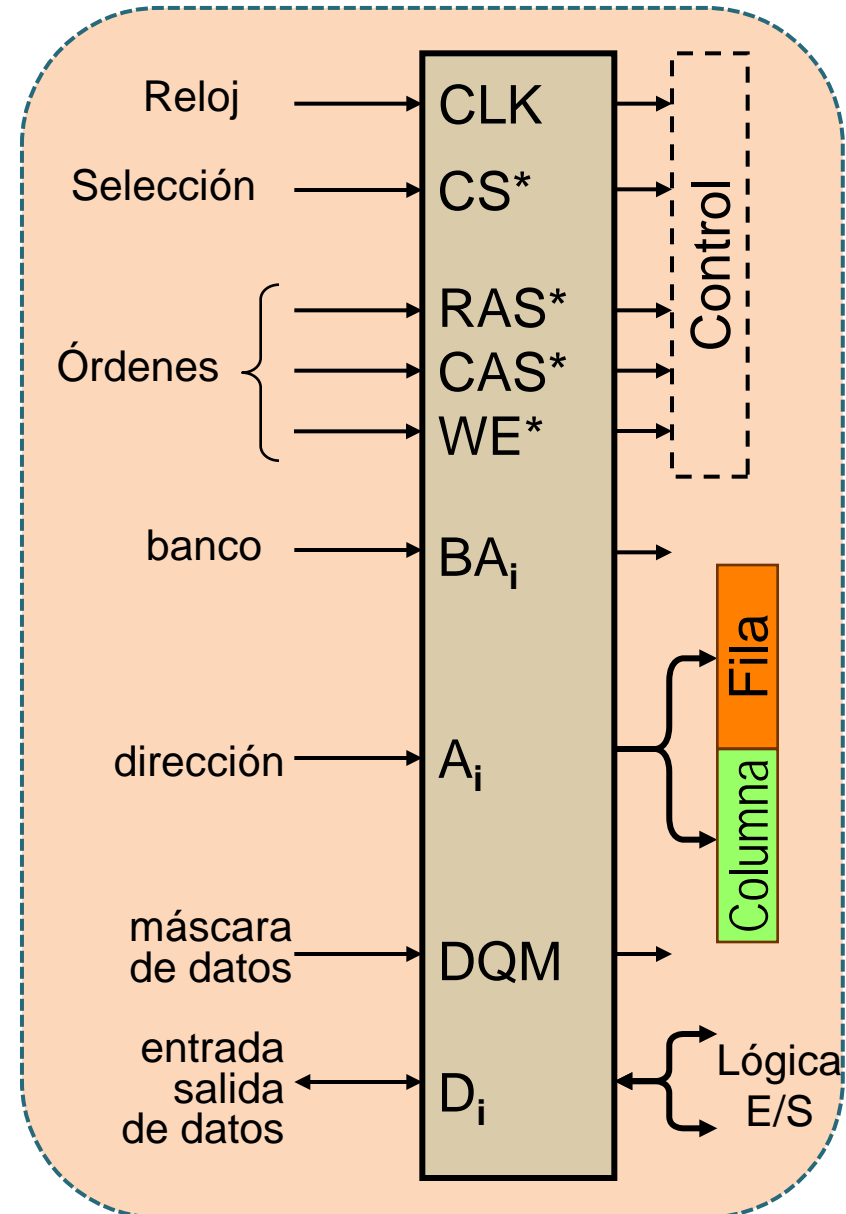 Reloj
CLK
Selección
CS*
RAS*
Órdenes
CAS*
WE*
Control
banco
BAi
Fila
dirección
Ai
Columna
máscara
de datos
DQM
entrada
salida
de datos
Di
Lógica
E/S